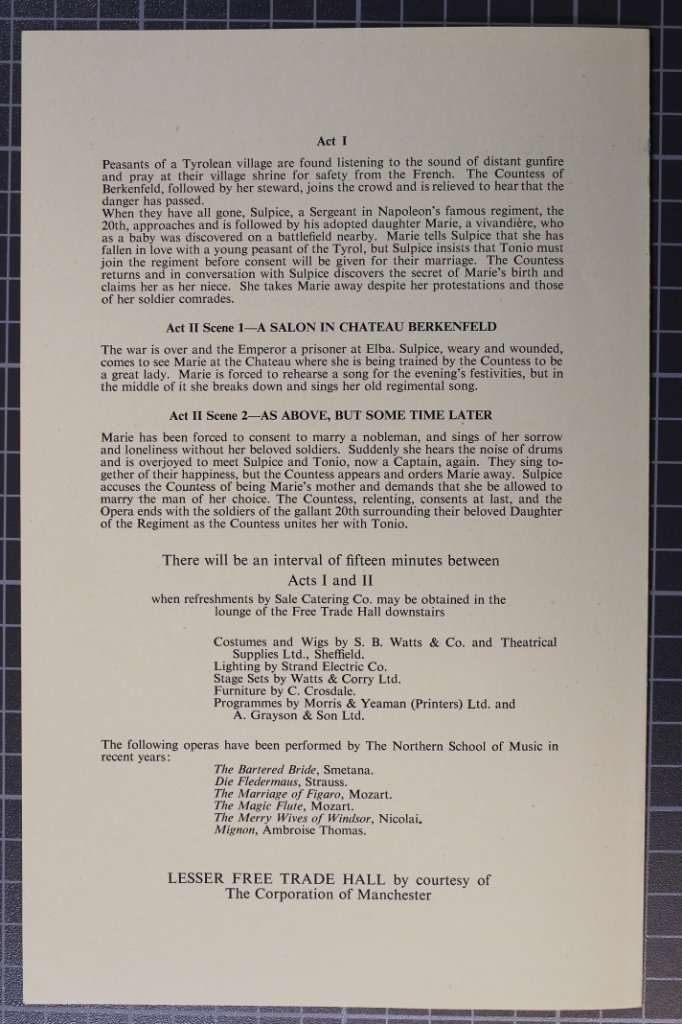 Act I
Peasants of a Tyrolean village are found listening to the sound of distant gunfire
and pray at their village shrine for safety from the French. The Countess of
Berkenfeld, followed by her steward, joins the crowd and is relieved to hear that the
danger has passed.
When they have all gone, Sulpice, a Sergeant in Napoleon's famous regiment, the
20th, approaches and is followed by his adopted daughter Marie, a vivandière, who
as a baby was discovered on a battlefield nearby. Marie tells Sulpice that she has
fallen in love with a young peasant of the Tyrol, but Sulpice insists that Tonio must
join the regiment before consent will be given for their marriage. The Countess
returns and in conversation with Sulpice discovers the secret of Marie's birth and
claims her as her niece. She takes Marie away despite her protestations and those
of her soldier comrades.
Act II Scene 1—A SALON IN CHATEAU BERKENFELD
The war is over and the Emperor a prisoner at Elba. Sulpice, weary and wounded,
comes to see Marie at the Chateau where she is being trained by the Countess to be
a great lady. Marie is forced to rehearse a song for the evening's festivities, but in
the middle of it she breaks down and sings her old regimental song.
Act II Scene 2—AS ABOVE, BUT SOME TIME LATER
Marie has been forced to consent to marry a nobleman, and sings of her sorrow
and loneliness without her beloved soldiers. Suddenly she hears the noise of drums
and is overjoyed to meet Sulpice and Tonio, now a Captain, again. They sing to-
gether of their happiness, but the Countess appears and orders Marie away. Sulpice
accuses the Countess of being Marie's mother and demands that she be allowed to
marry the man of her choice. The Countess, relenting, consents at last, and the
Opera ends with the soldiers of the gallant 20th surrounding their beloved Daughter
of the Regiment as the Countess unites her with Tonio.
There will be an interval of fifteen minutes between
Acts I and II
when refreshments by Sale Catering Co. may be obtained in the
lounge of the Free Trade Hall downstairs
Costumes and Wigs by S. B. Watts & Co. and Theatrical
Supplies Ltd., Sheffield.
Lighting by Strand Electric Co.
Stage Sets by Watts & Corry Ltd.
Furniture by C. Crosdale.
Programmes by Morris & Yeaman (Printers) Ltd. and
A. Grayson & Son Ltd.
The following operas have been performed by The Northern School of Music in
recent years:
The Bartered Bride, Smetana.
Die Fledermaus, Strauss.
The Marriage of Figaro, Mozart.
The Magic Flute, Mozart.
The Merry Wives of Windsor, Nicolai.
Mignon, Ambroise Thomas.
LESSER FREE TRADE HALL by courtesy of
The Corporation of Manchester